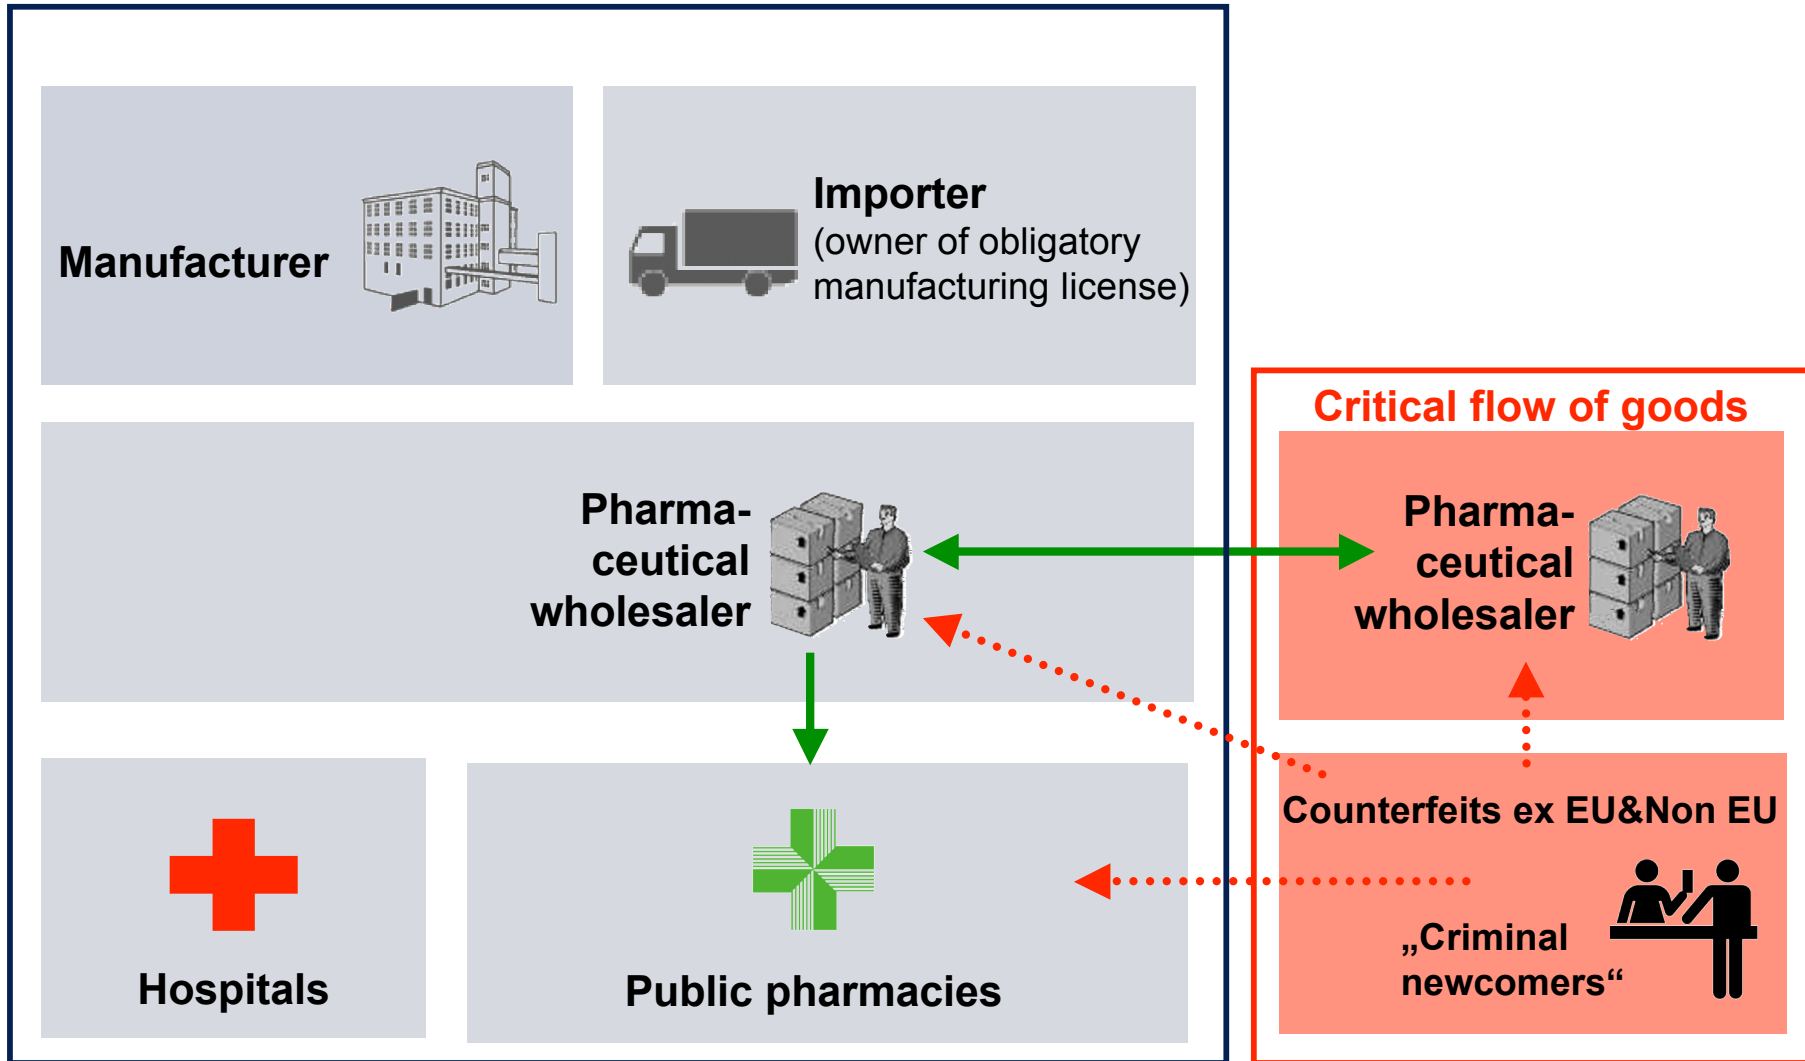 Manufacturer
Importer
(owner of obligatory
manufacturing license)
Critical flow of goods
Pharma-
ceutical
wholesaler
Pharma-
ceutical
wholesaler
Counterfeits ex EU&Non EU
„Criminal
newcomers“
Hospitals
Public pharmacies